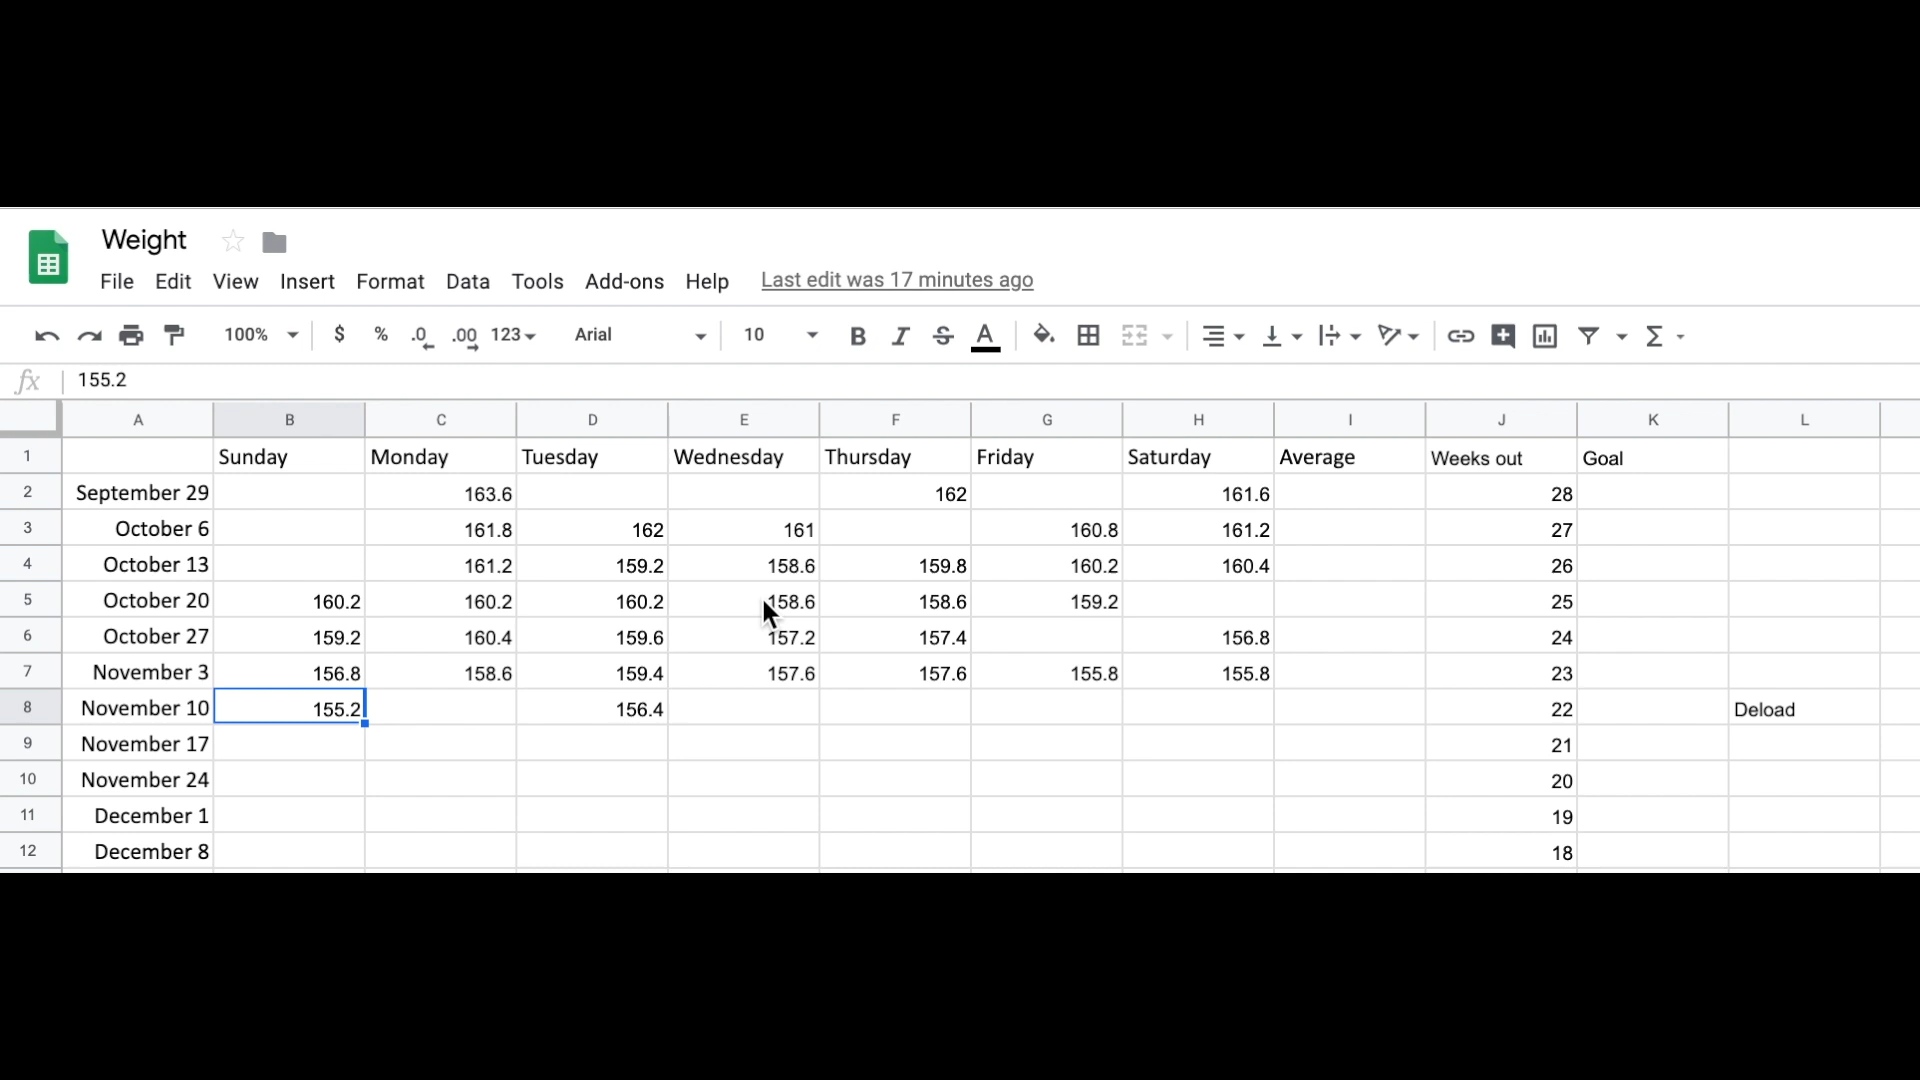 Weight
File Edit View Insert Format Data Tools Add-ons Help Last edit was 17 minutes ago
100% $ % .0 .00 123 Arial 10 B I S A Σ
fx 155.2
A B C D E F G H I J K L
1 Sunday Monday Tuesday Wednesday Thursday Friday Saturday Average Weeks out Goal
2 September 29 163.6 162 161.6 28
3 October 6 161.8 162 161 160.8 161.2 27
4 October 13 161.2 159.2 158.6 159.8 160.2 160.4 26
5 October 20 160.2 160.2 160.2 158.6 158.6 159.2 25
6 October 27 159.2 160.4 159.6 157.2 157.4 156.8 24
7 November 3 156.8 158.6 159.4 157.6 157.6 155.8 155.8 23
8 November 10 155.2 156.4 22 Deload
9 November 17 21
10 November 24 20
11 December 1 19
12 December 8 18